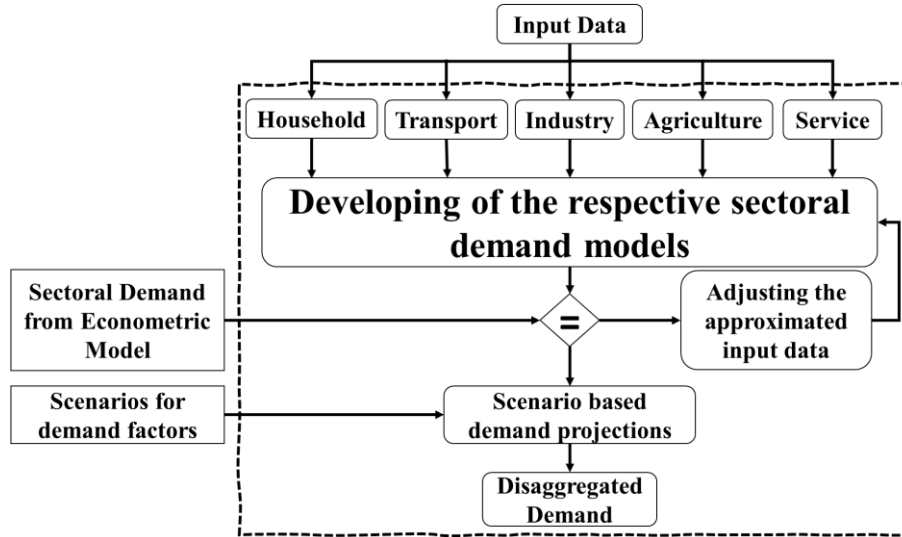 Input Data
Household
Transport
Industry
Agriculture
Service
Developing of the respective sectoral
demand models
Sectoral Demand
from Econometric
Model
=
Adjusting the
approximated
input data
Scenarios for
demand factors
Scenario based
demand projections
Disaggregated
Demand